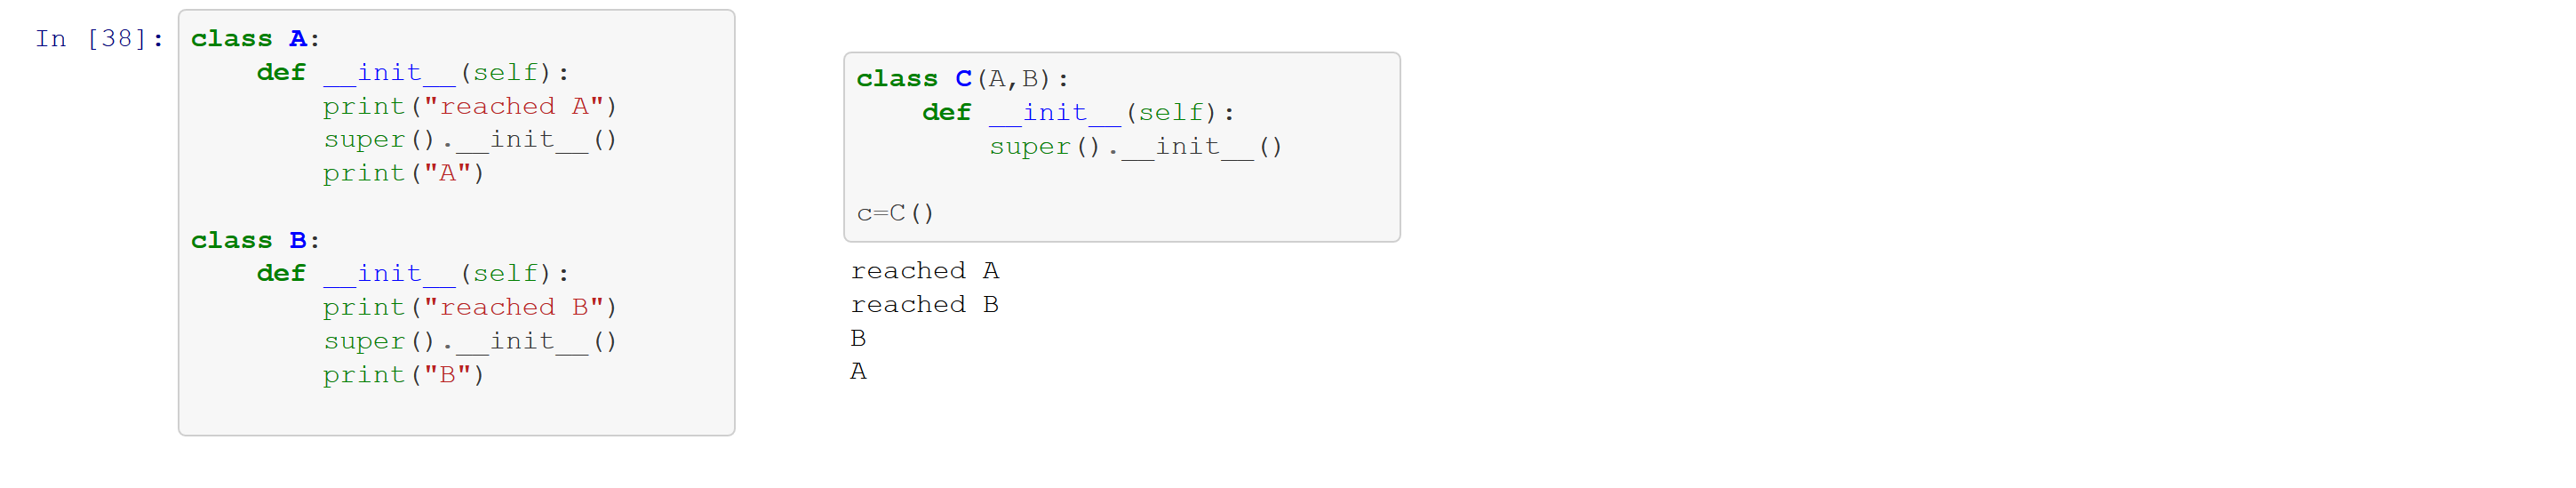 In [38]:
class A:
    def __init__(self):
        print("reached A")
        super().__init__()
        print("A")

class B:
    def __init__(self):
        print("reached B")
        super().__init__()
        print("B")

class C(A,B):
    def __init__(self):
        super().__init__()

c=C()
reached A
reached B
B
A